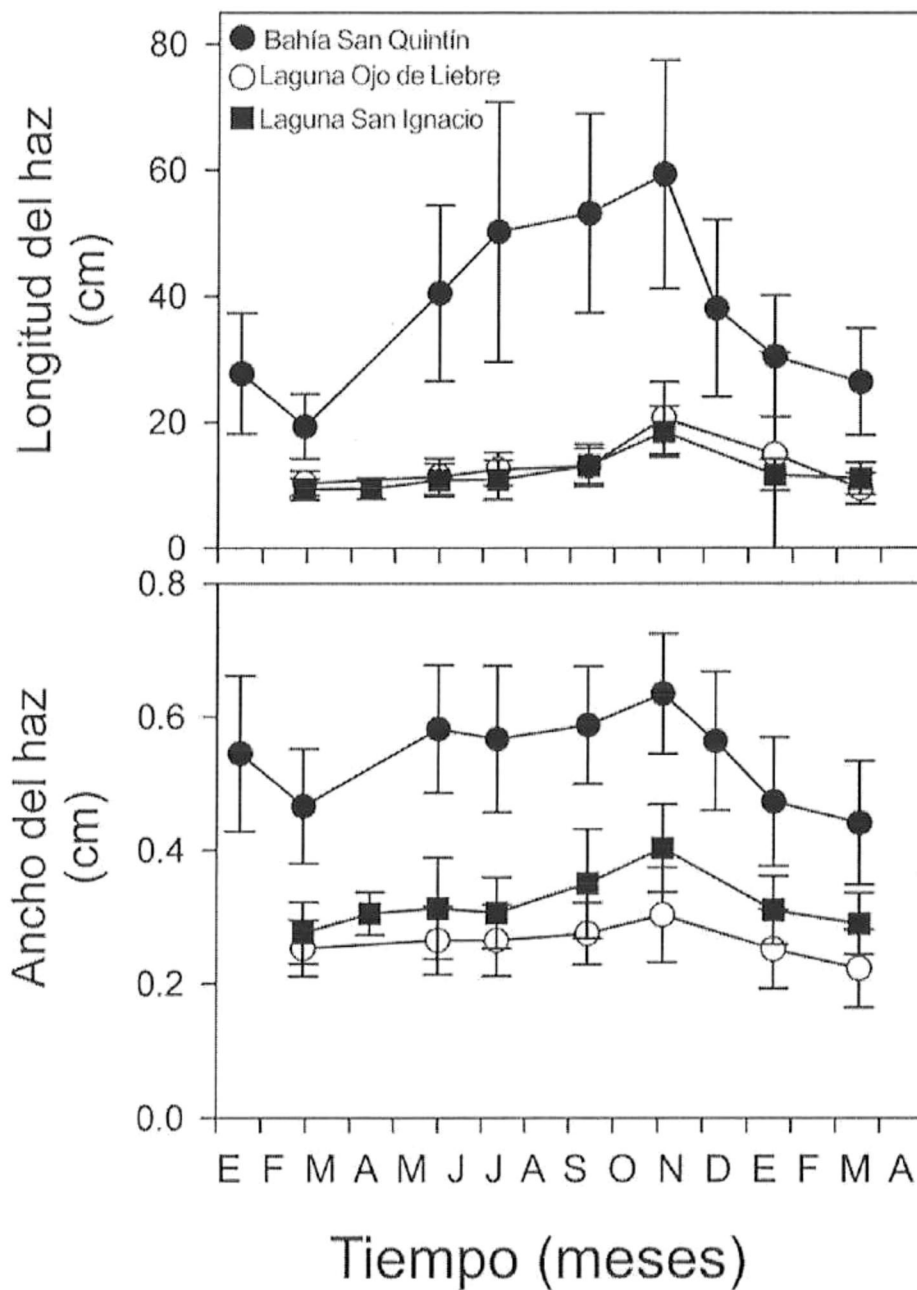 Longitud del haz
(cm)
80
60
40
20
0
Bahía San Quintín
Laguna Ojo de Liebre
Laguna San Ignacio
Ancho del haz
(cm)
0.8
0.6
0.4
0.2
0.0
E F M A M J J A S O N D E F M A
Tiempo (meses)